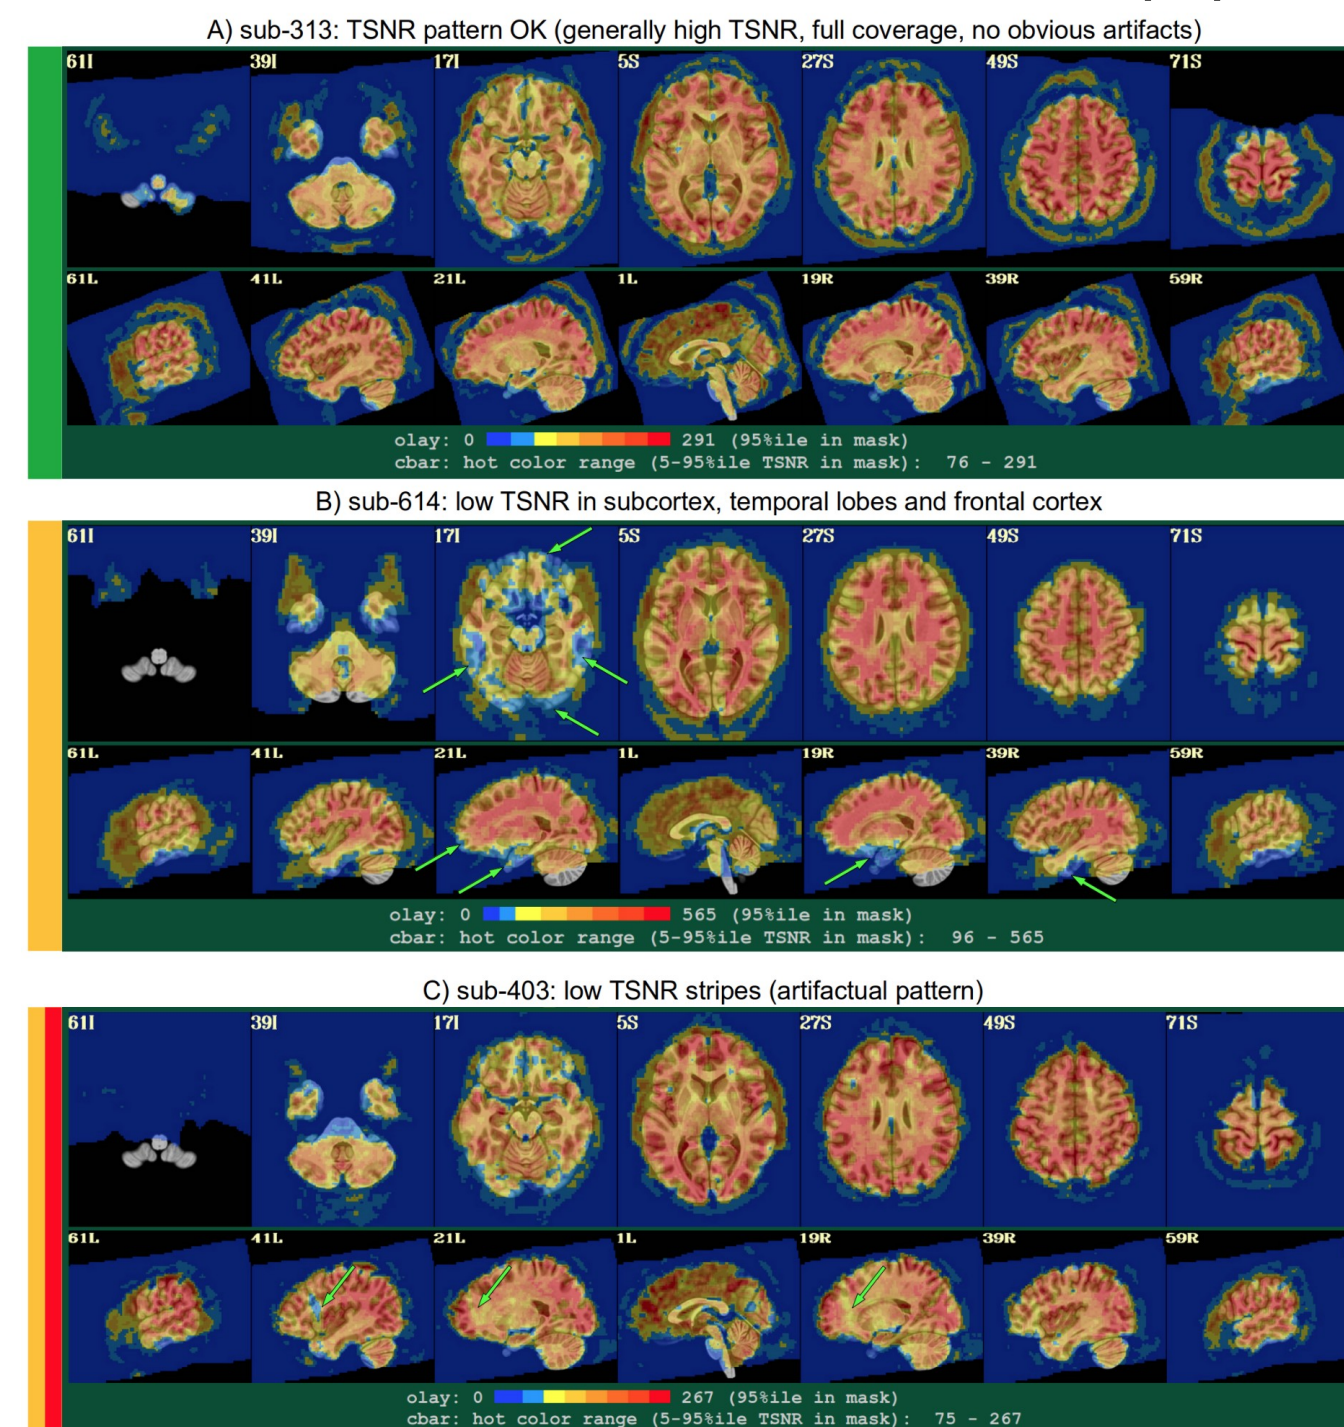 A) sub-313: TSNR pattern OK (generally high TSNR, full coverage, no obvious artifacts)
61I 39I 17I 5S 27S 49S 71S
61L 41L 21L 1L 19R 39R 59R
olay: 0 291 (95%ile in mask)
cbar: hot color range (5-95%ile TSNR in mask): 76 - 291
B) sub-614: low TSNR in subcortex, temporal lobes and frontal cortex
61I 39I 17I 5S 27S 49S 71S
61L 41L 21L 1L 19R 39R 59R
olay: 0 565 (95%ile in mask)
cbar: hot color range (5-95%ile TSNR in mask): 96 - 565
C) sub-403: low TSNR stripes (artifactual pattern)
61I 39I 17I 5S 27S 49S 71S
61L 41L 21L 1L 19R 39R 59R
olay: 0 267 (95%ile in mask)
cbar: hot color range (5-95%ile TSNR in mask): 75 - 267